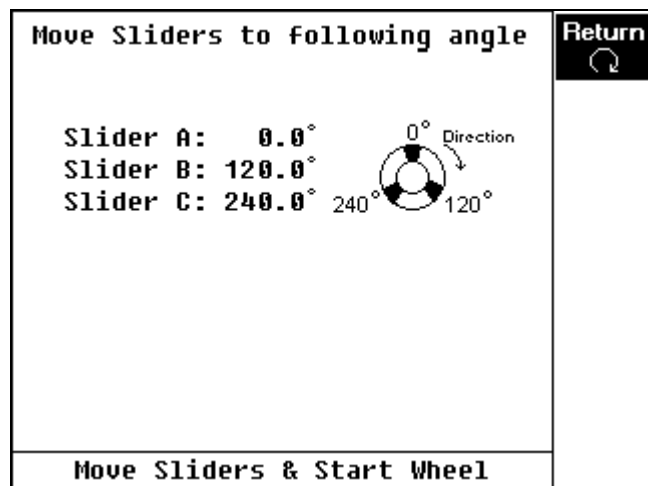 Move Sliders to following angle
Return
Slider A: 0.0°
Slider B: 120.0°
Slider C: 240.0°
0° Direction
240° 120°
Move Sliders & Start Wheel